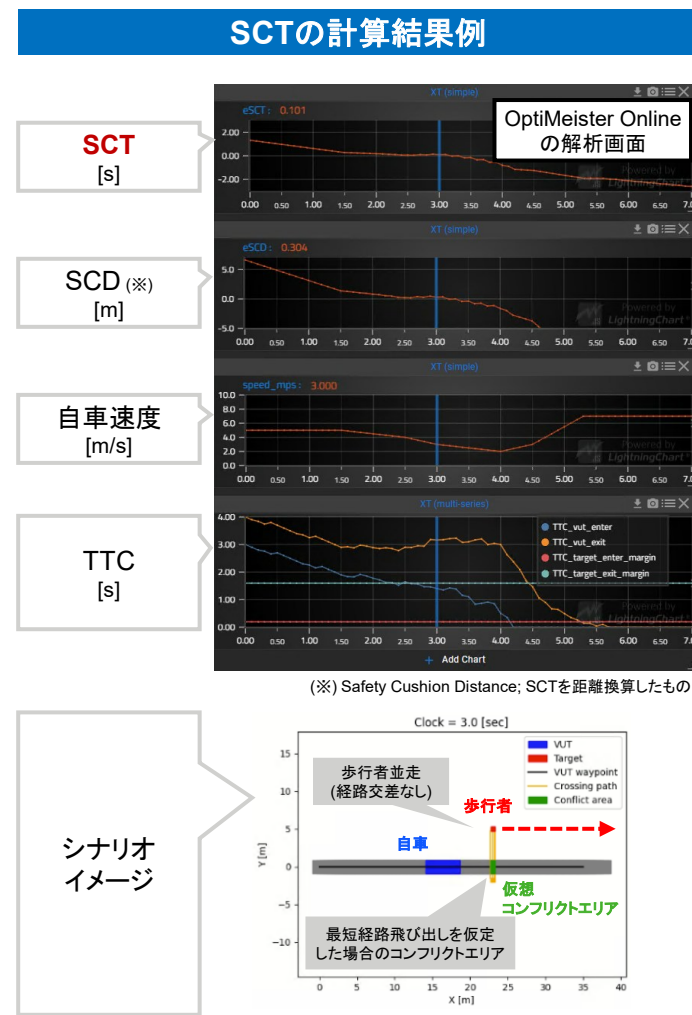 SCTの計算結果例
XT (simple)
eSCT : 0.101
OptiMeister Online
の解析画面
SCT
[s]
2.00
0.00
-2.00
Powered by
LightningChart
0.00 0.50 1.00 1.50 2.00 2.50 3.00 3.50 4.00 4.50 5.00 5.50 6.00 6.50 7.
XT (simple)
eSCD : 0.304
SCD (※)
[m]
5.0
0.0
-5.0
Powered by
LightningChart
0.00 0.50 1.00 1.50 2.00 2.50 3.00 3.50 4.00 4.50 5.00 5.50 6.00 6.50 7.
XT (simple)
speed_mps : 3.000
自車速度
[m/s]
10.0
8.0
6.0
4.0
2.0
0.0
Powered by
LightningChart
0.00 0.50 1.00 1.50 2.00 2.50 3.00 3.50 4.00 4.50 5.00 5.50 6.00 6.50 7.
XT (multi-series)
TTC
[s]
4.00
3.00
2.00
1.00
0.00
TTC_vut_enter
TTC_vut_exit
TTC_target_enter_margin
TTC_target_exit_margin
Powered by
LightningChart
0.00 0.50 1.00 1.50 2.00 2.50 3.00 3.50 4.00 4.50 5.00 5.50 6.00 6.50 7.
+ Add Chart
(※) Safety Cushion Distance; SCTを距離換算したもの
シナリオ
イメージ
Clock = 3.0 [sec]
VUT
Target
VUT waypoint
Crossing path
Conflict area
歩行者並走
(経路交差なし)
歩行者
自車
仮想
コンフリクトエリア
最短経路飛び出しを仮定
した場合のコンフリクトエリア
Y [m]
15
10
5
0
−5
−10
0 5 10 15 20 25 30 35 40
X [m]